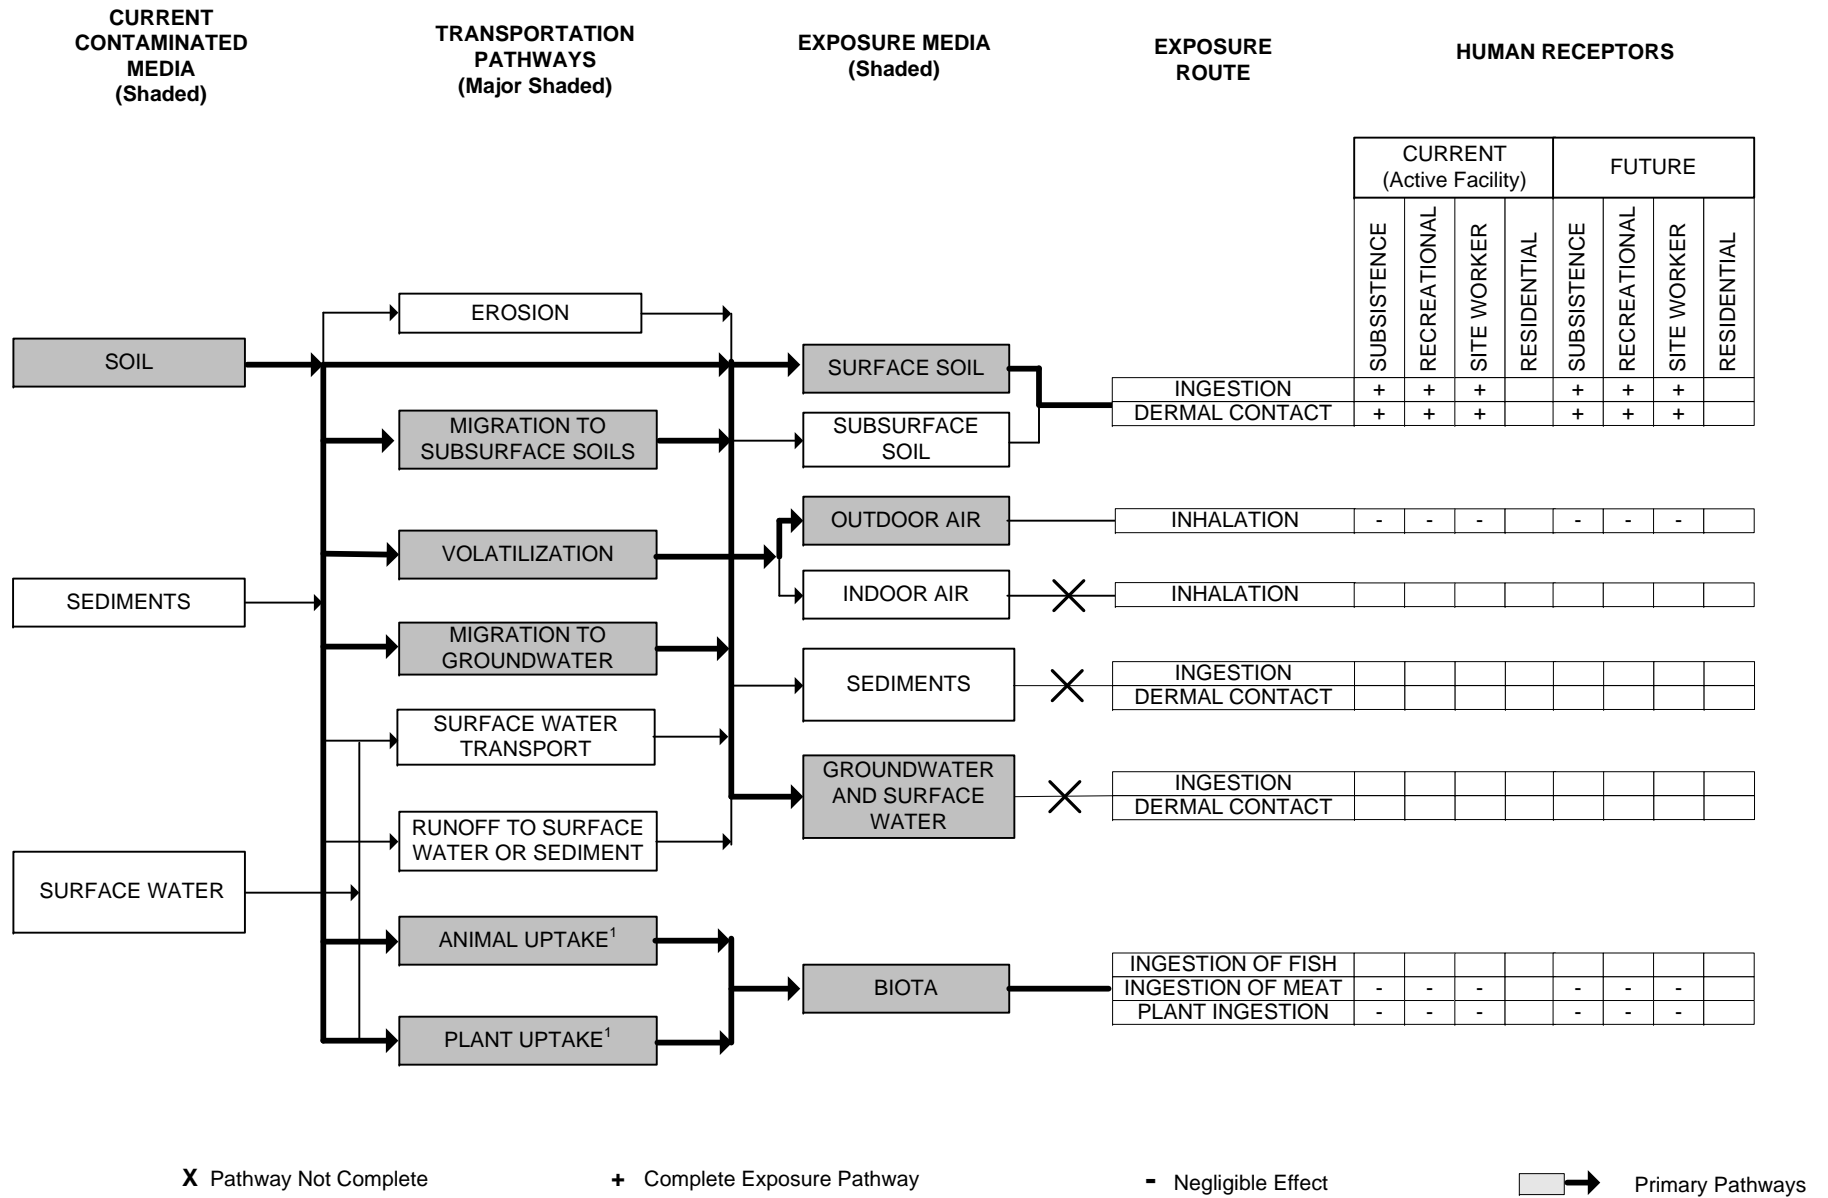 CURRENT
CONTAMINATED
MEDIA
(Shaded)
TRANSPORTATION
PATHWAYS
(Major Shaded)
EXPOSURE MEDIA
(Shaded)
EXPOSURE
ROUTE
HUMAN RECEPTORS
CURRENT
(Active Facility)
FUTURE
SUBSISTENCE
RECREATIONAL
SITE WORKER
RESIDENTIAL
SUBSISTENCE
RECREATIONAL
SITE WORKER
RESIDENTIAL
SOIL
SEDIMENTS
SURFACE WATER
EROSION
MIGRATION TO
SUBSURFACE SOILS
VOLATILIZATION
MIGRATION TO
GROUNDWATER
SURFACE WATER
TRANSPORT
RUNOFF TO SURFACE
WATER OR SEDIMENT
ANIMAL UPTAKE¹
PLANT UPTAKE¹
SURFACE SOIL
SUBSURFACE
SOIL
OUTDOOR AIR
INDOOR AIR
SEDIMENTS
GROUNDWATER
AND SURFACE
WATER
BIOTA
INGESTION + + + + + +
DERMAL CONTACT + + + + + +
INHALATION - - - - - -
INHALATION
INGESTION
DERMAL CONTACT
INGESTION
DERMAL CONTACT
INGESTION OF FISH
INGESTION OF MEAT - - - - - -
PLANT INGESTION - - - - - -
X Pathway Not Complete
+ Complete Exposure Pathway
- Negligible Effect
Primary Pathways